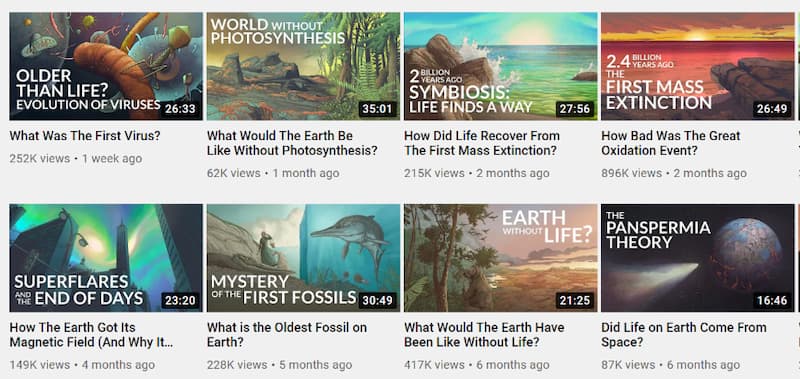 OLDER
THAN LIFE?
EVOLUTION OF VIRUSES
26:33
WORLD WITHOUT
PHOTOSYNTHESIS
35:01
2 BILLION
YEARS AGO
SYMBIOSIS:
LIFE FINDS A WAY
27:56
2.4 BILLION
YEARS AGO
THE
FIRST MASS
EXTINCTION
26:49
What Was The First Virus?
252K views • 1 week ago
What Would The Earth Be
Like Without Photosynthesis?
62K views • 1 month ago
How Did Life Recover From
The First Mass Extinction?
215K views • 2 months ago
How Bad Was The Great
Oxidation Event?
896K views • 2 months ago
SUPERFLARES
AND THE END OF DAYS
23:20
MYSTERY
OF THE FIRST FOSSILS
30:49
EARTH
WITHOUT LIFE?
21:25
THE
PANSPERMIA
THEORY
16:46
How The Earth Got Its
Magnetic Field (And Why It...
149K views • 4 months ago
What is the Oldest Fossil on
Earth?
228K views • 5 months ago
What Would The Earth Have
Been Like Without Life?
417K views • 6 months ago
Did Life on Earth Come From
Space?
87K views • 6 months ago